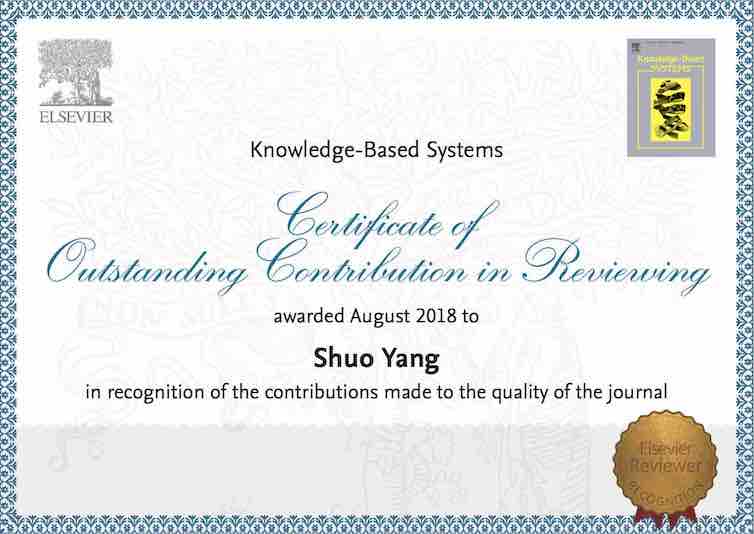 ELSEVIER
Knowledge-Based
SYSTEMS
Knowledge-Based Systems
Certificate of
Outstanding Contribution in Reviewing
awarded August 2018 to
Shuo Yang
in recognition of the contributions made to the quality of the journal
Elsevier
Reviewer
RECOGNITION